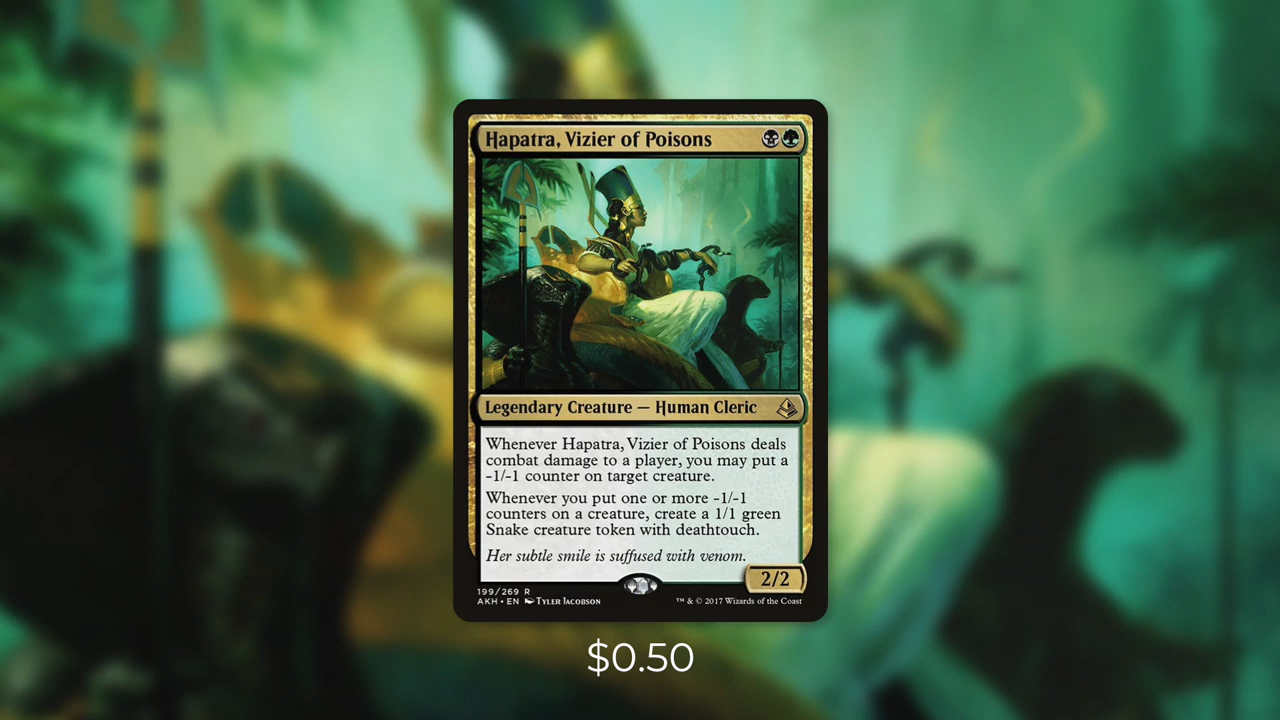 Hapatra, Vizier of Poisons
Legendary Creature — Human Cleric
Whenever Hapatra, Vizier of Poisons deals
combat damage to a player, you may put a
-1/-1 counter on target creature.
Whenever you put one or more -1/-1
counters on a creature, create a 1/1 green
Snake creature token with deathtouch.
Her subtle smile is suffused with venom.
2/2
199/269 R
AKH • EN Tyler Jacobson
™ & © 2017 Wizards of the Coast
$0.50